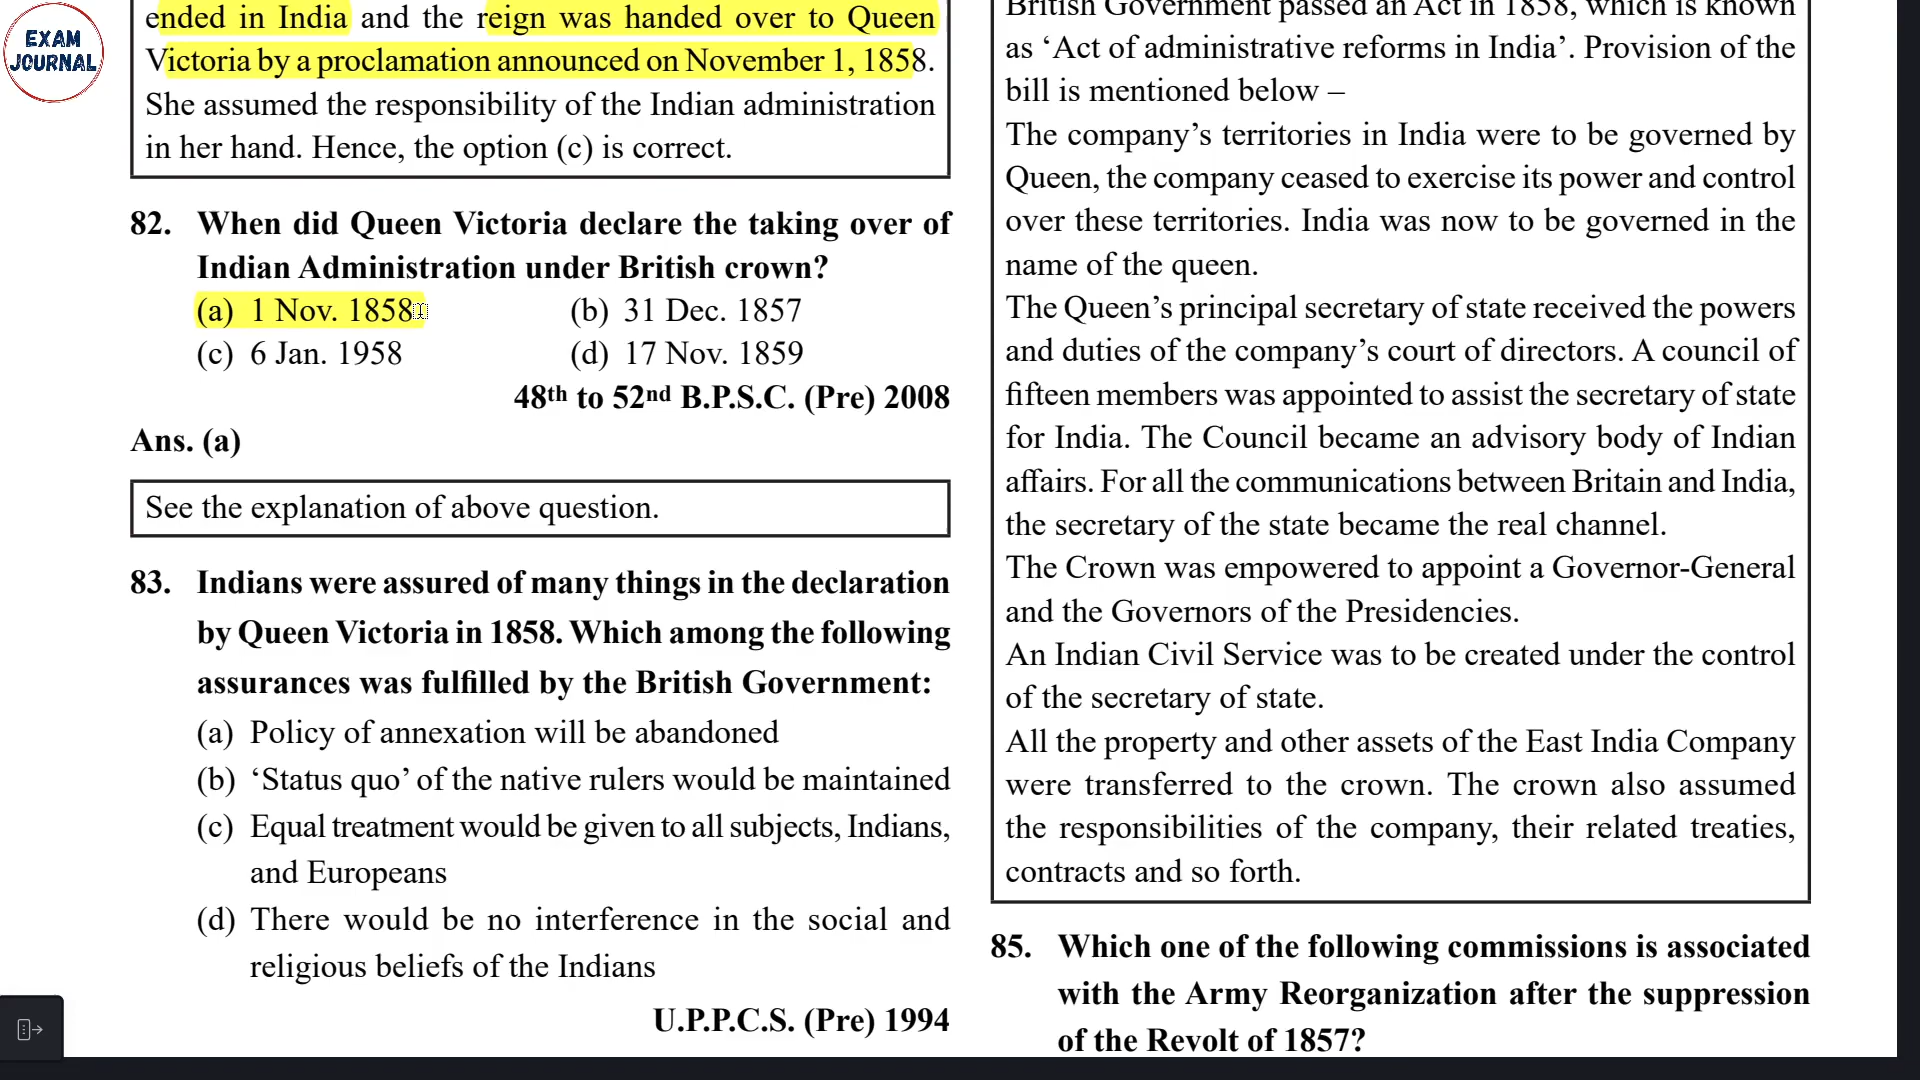 EXAM
JOURNAL
ended in India and the reign was handed over to Queen
Victoria by a proclamation announced on November 1, 1858.
She assumed the responsibility of the Indian administration
in her hand. Hence, the option (c) is correct.
82. When did Queen Victoria declare the taking over of
Indian Administration under British crown?
(a) 1 Nov. 1858 (b) 31 Dec. 1857
(c) 6 Jan. 1958 (d) 17 Nov. 1859
48th to 52nd B.P.S.C. (Pre) 2008
Ans. (a)
See the explanation of above question.
83. Indians were assured of many things in the declaration
by Queen Victoria in 1858. Which among the following
assurances was fulfilled by the British Government:
(a) Policy of annexation will be abandoned
(b) ‘Status quo’ of the native rulers would be maintained
(c) Equal treatment would be given to all subjects, Indians,
and Europeans
(d) There would be no interference in the social and
religious beliefs of the Indians
U.P.P.C.S. (Pre) 1994
British Government passed an Act in 1858, which is known
as ‘Act of administrative reforms in India’. Provision of the
bill is mentioned below –
The company’s territories in India were to be governed by
Queen, the company ceased to exercise its power and control
over these territories. India was now to be governed in the
name of the queen.
The Queen’s principal secretary of state received the powers
and duties of the company’s court of directors. A council of
fifteen members was appointed to assist the secretary of state
for India. The Council became an advisory body of Indian
affairs. For all the communications between Britain and India,
the secretary of the state became the real channel.
The Crown was empowered to appoint a Governor-General
and the Governors of the Presidencies.
An Indian Civil Service was to be created under the control
of the secretary of state.
All the property and other assets of the East India Company
were transferred to the crown. The crown also assumed
the responsibilities of the company, their related treaties,
contracts and so forth.
85. Which one of the following commissions is associated
with the Army Reorganization after the suppression
of the Revolt of 1857?